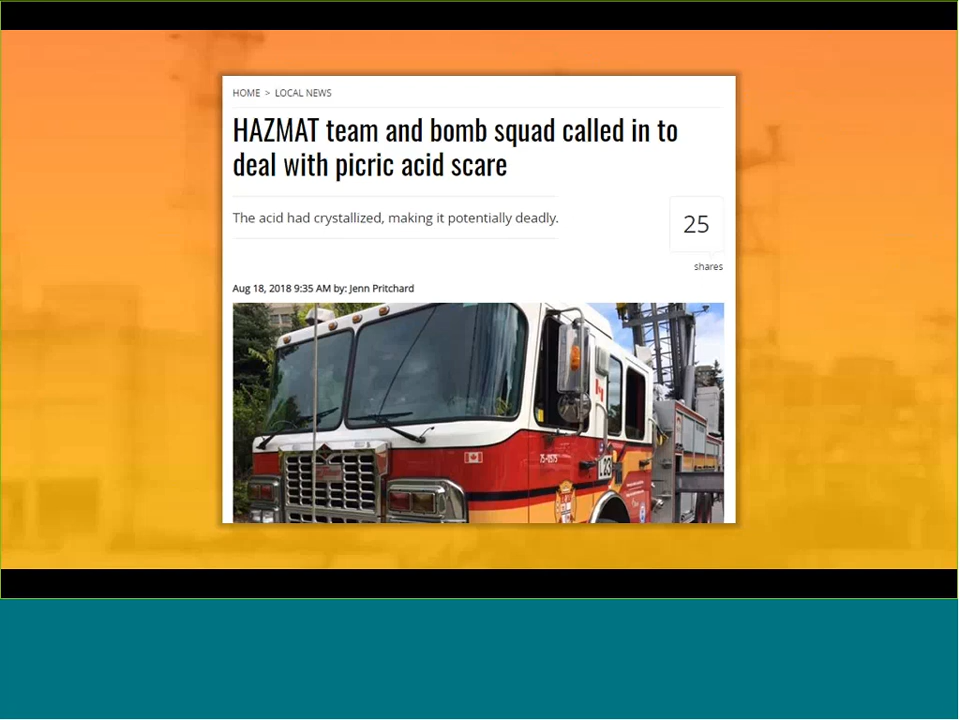 HOME > LOCAL NEWS
HAZMAT team and bomb squad called in to
deal with picric acid scare
The acid had crystallized, making it potentially deadly.
25
shares
Aug 18, 2018 9:35 AM by: Jenn Pritchard
L23